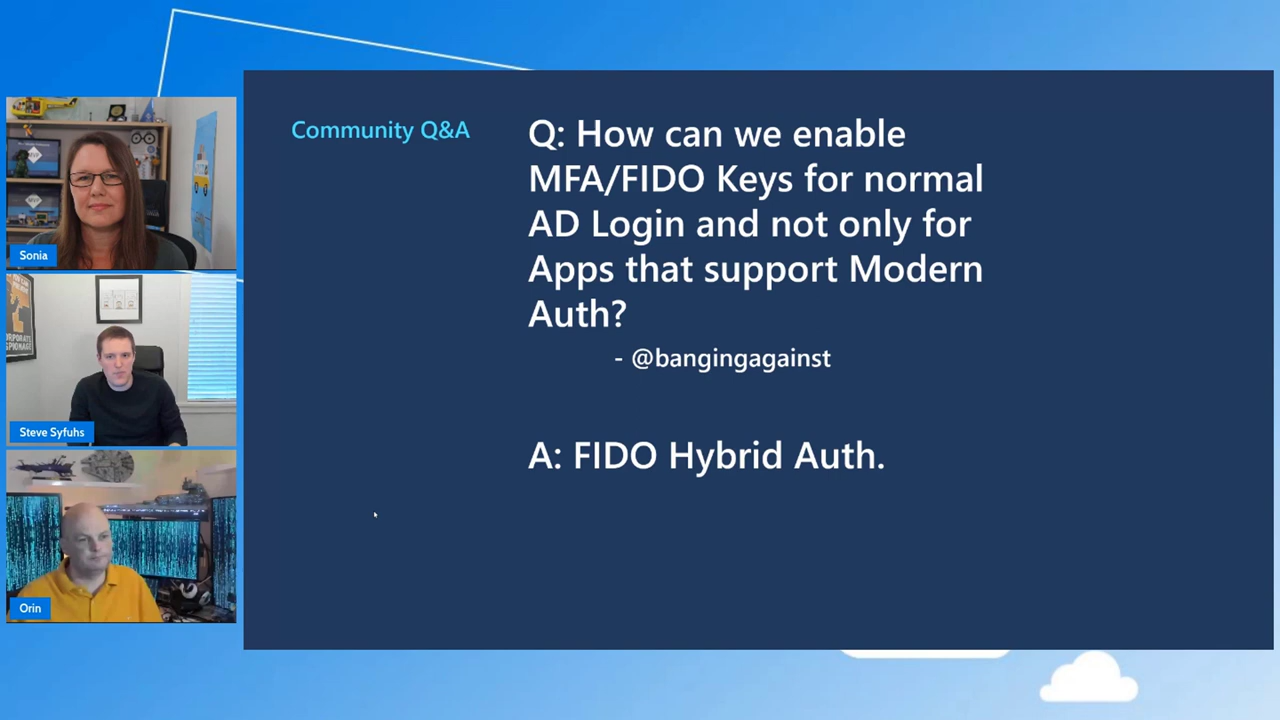 Community Q&A
Q: How can we enable
MFA/FIDO Keys for normal
AD Login and not only for
Apps that support Modern
Auth?
- @bangingagainst
A: FIDO Hybrid Auth.
Sonia
Steve Syfuhs
Orin